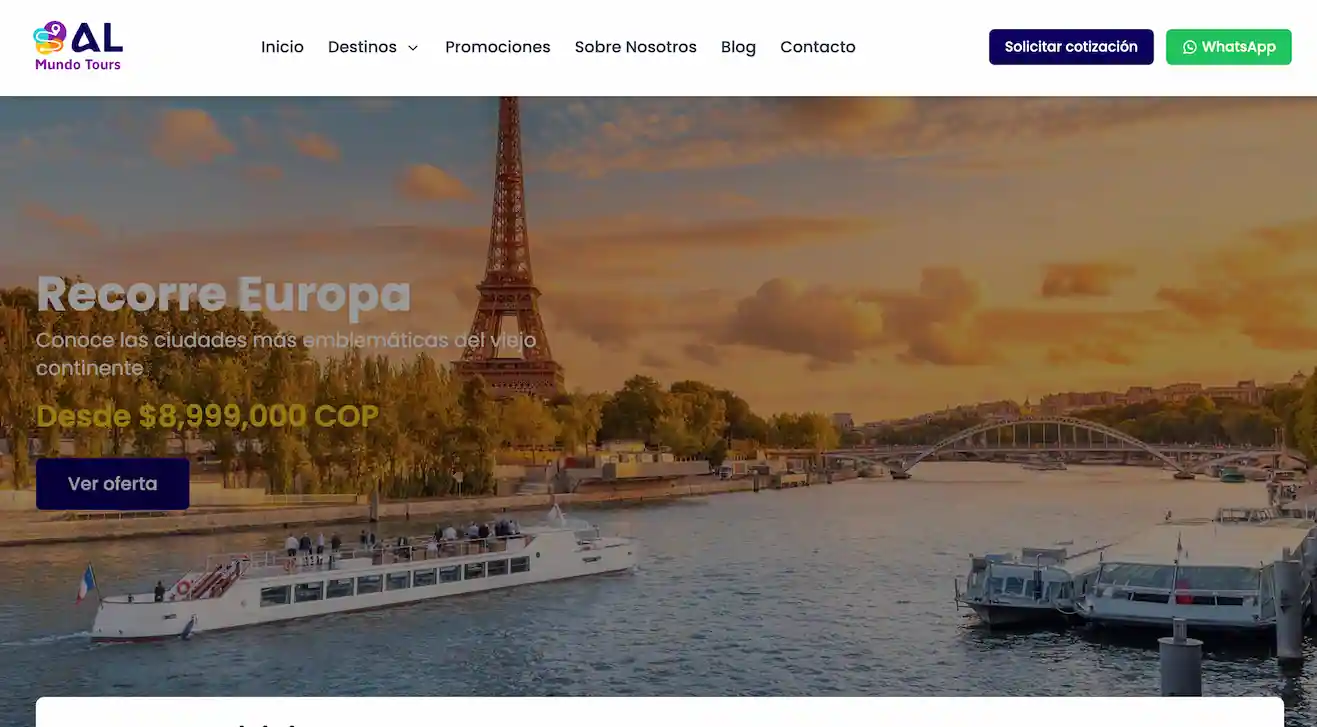 AL
Mundo Tours
Inicio
Destinos
Promociones
Sobre Nosotros
Blog
Contacto
Solicitar cotización
WhatsApp
Recorre Europa
Conoce las ciudades más emblemáticas del viejo
continente
Desde $8,999,000 COP
Ver oferta